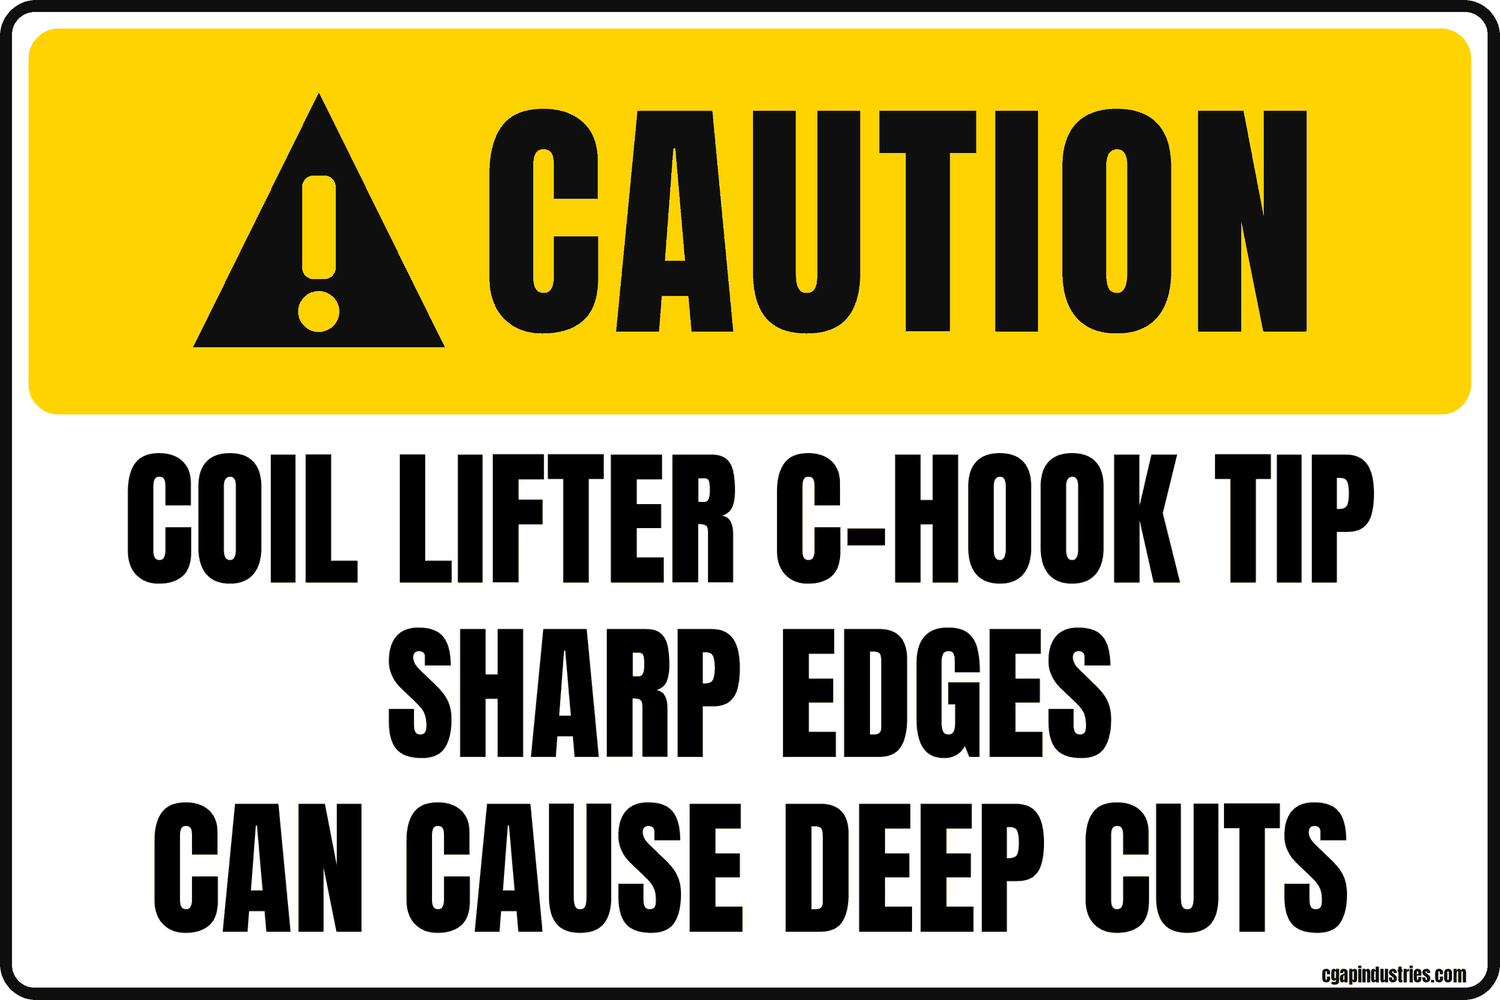 CAUTION
COIL LIFTER C-HOOK TIP
SHARP EDGES
CAN CAUSE DEEP CUTS
cgapindustries.com